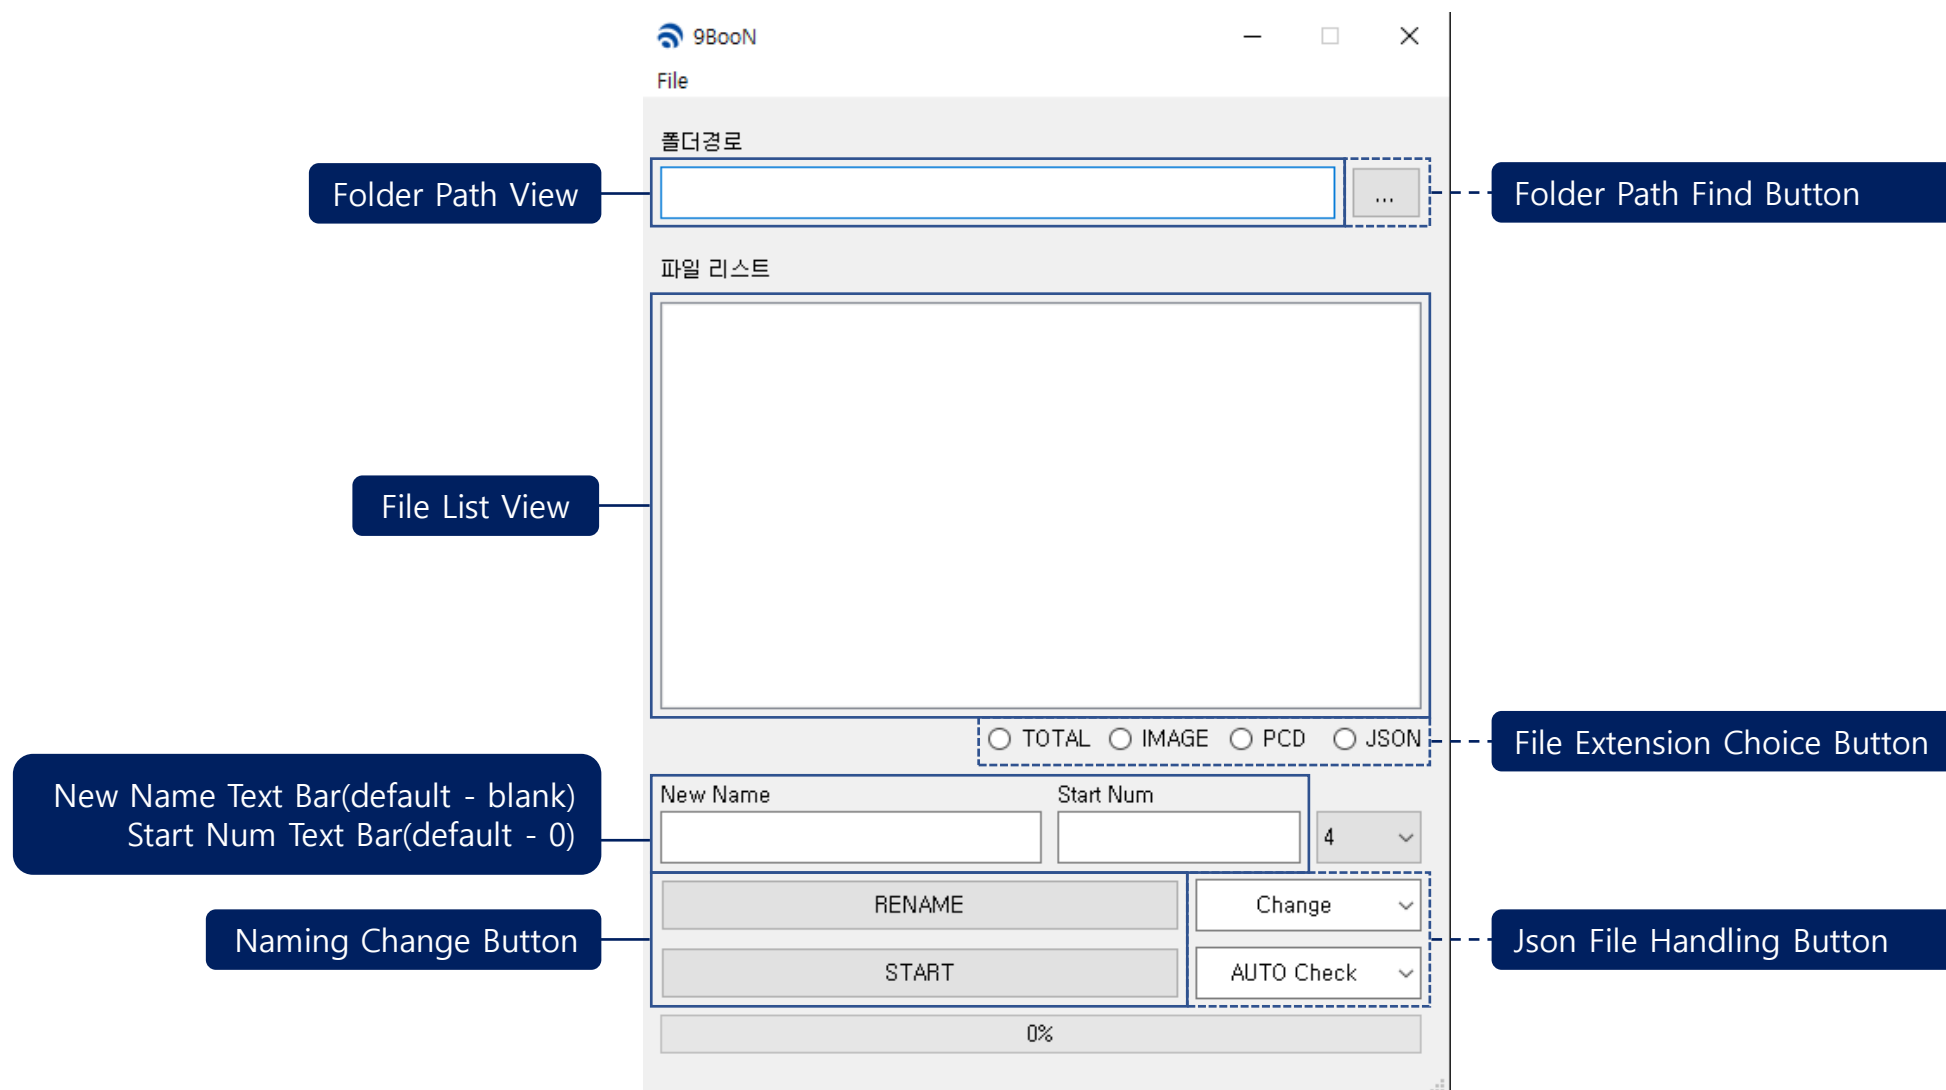 9BooN
File
폴더경로
Folder Path View
...
Folder Path Find Button
파일 리스트
File List View
TOTAL IMAGE PCD JSON
File Extension Choice Button
New Name Text Bar(default - blank)
Start Num Text Bar(default - 0)
New Name Start Num
4
RENAME Change
Naming Change Button
Json File Handling Button
START AUTO Check
0%